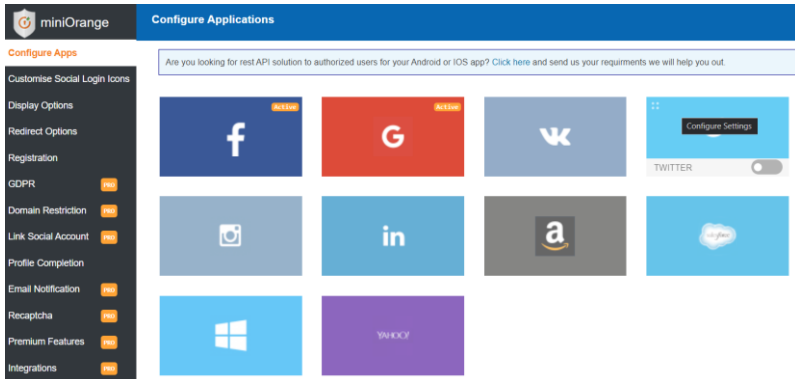 miniOrange
Configure Applications
Configure Apps
Customise Social Login Icons
Display Options
Redirect Options
Registration
GDPR PRO
Domain Restriction PRO
Link Social Account PRO
Profile Completion
Email Notification PRO
Recaptcha PRO
Premium Features PRO
Integrations PRO
Are you looking for rest API solution to authorized users for your Android or IOS app? Click here and send us your requirments we will help you out.
Active
Active
Configure Settings
TWITTER
in
a
salesforce
YAHOO!